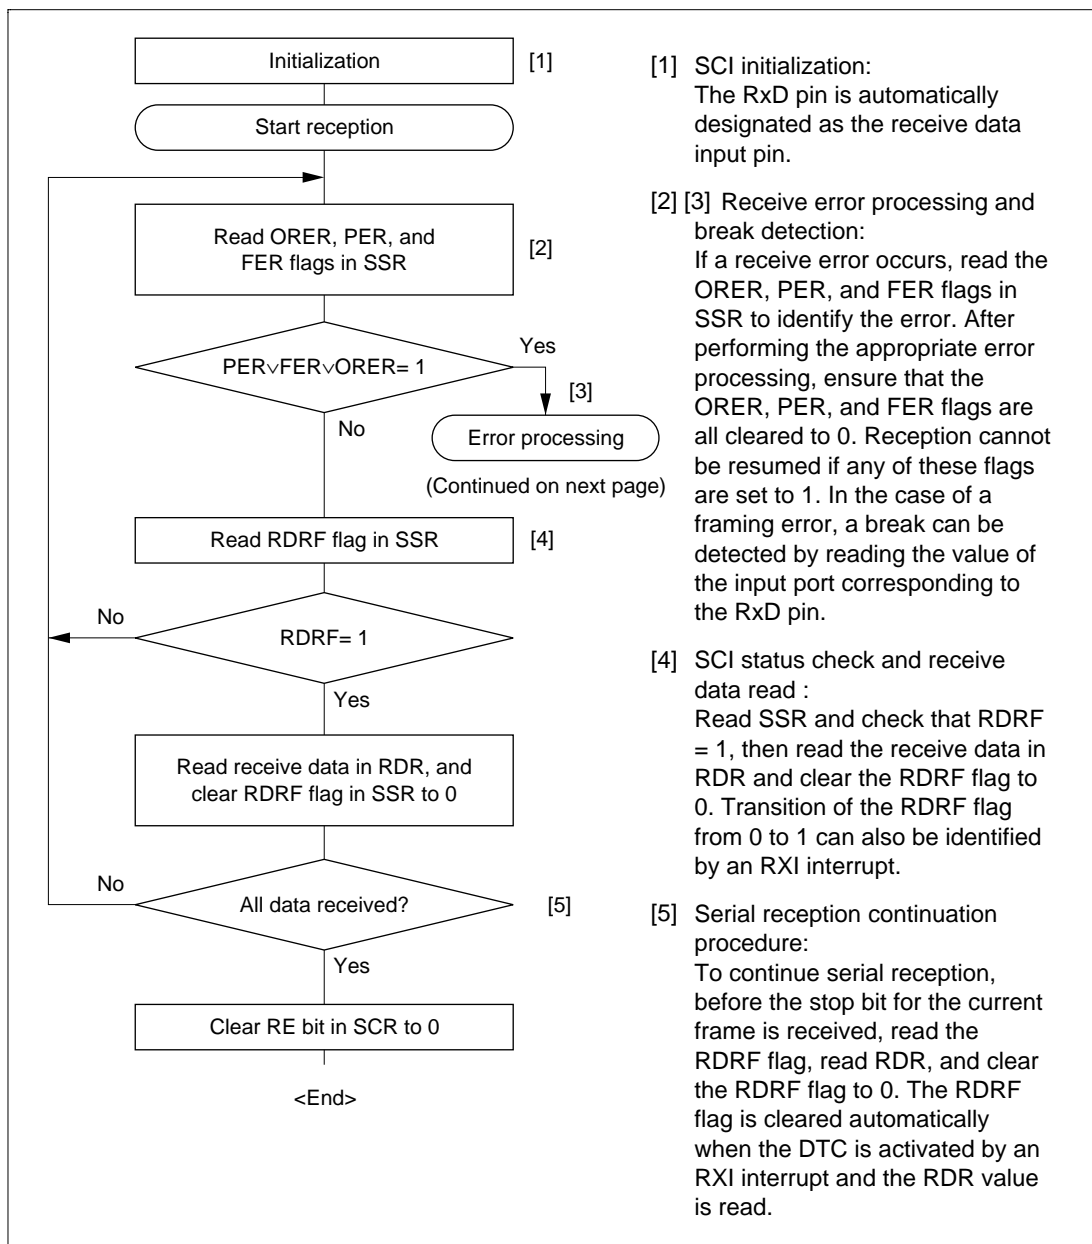 Initialization
[1]
Start reception
Read ORER, PER, and
FER flags in SSR
[2]
PER∨FER∨ORER= 1
Yes
[3]
No
Error processing
(Continued on next page)
Read RDRF flag in SSR
[4]
No
RDRF= 1
Yes
Read receive data in RDR, and
clear RDRF flag in SSR to 0
No
All data received?
[5]
Yes
Clear RE bit in SCR to 0
<End>
[1] SCI initialization:
The RxD pin is automatically
designated as the receive data
input pin.
[2] [3] Receive error processing and
break detection:
If a receive error occurs, read the
ORER, PER, and FER flags in
SSR to identify the error. After
performing the appropriate error
processing, ensure that the
ORER, PER, and FER flags are
all cleared to 0. Reception cannot
be resumed if any of these flags
are set to 1. In the case of a
framing error, a break can be
detected by reading the value of
the input port corresponding to
the RxD pin.
[4] SCI status check and receive
data read :
Read SSR and check that RDRF
= 1, then read the receive data in
RDR and clear the RDRF flag to
0. Transition of the RDRF flag
from 0 to 1 can also be identified
by an RXI interrupt.
[5] Serial reception continuation
procedure:
To continue serial reception,
before the stop bit for the current
frame is received, read the
RDRF flag, read RDR, and clear
the RDRF flag to 0. The RDRF
flag is cleared automatically
when the DTC is activated by an
RXI interrupt and the RDR value
is read.